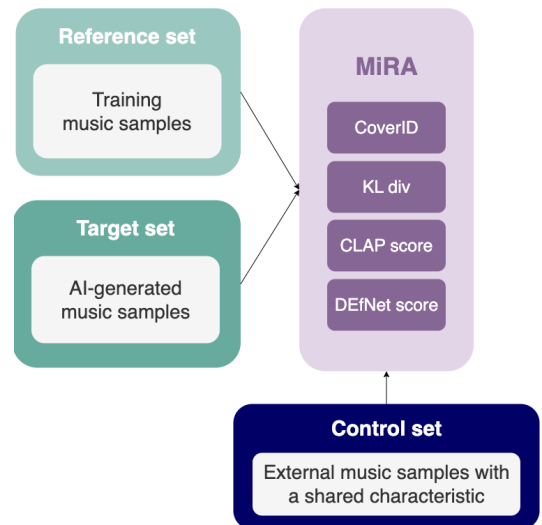 Reference set
Training
music samples
Target set
AI-generated
music samples
MiRA
CoverID
KL div
CLAP score
DEfNet score
Control set
External music samples with
a shared characteristic